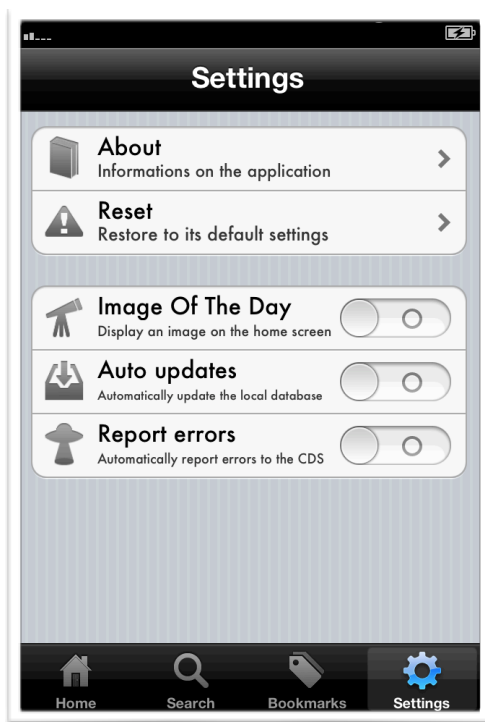 Settings
About
Informations on the application
Reset
Restore to its default settings
Image Of The Day
Display an image on the home screen
Auto updates
Automatically update the local database
Report errors
Automatically report errors to the CDS
Home Search Bookmarks Settings